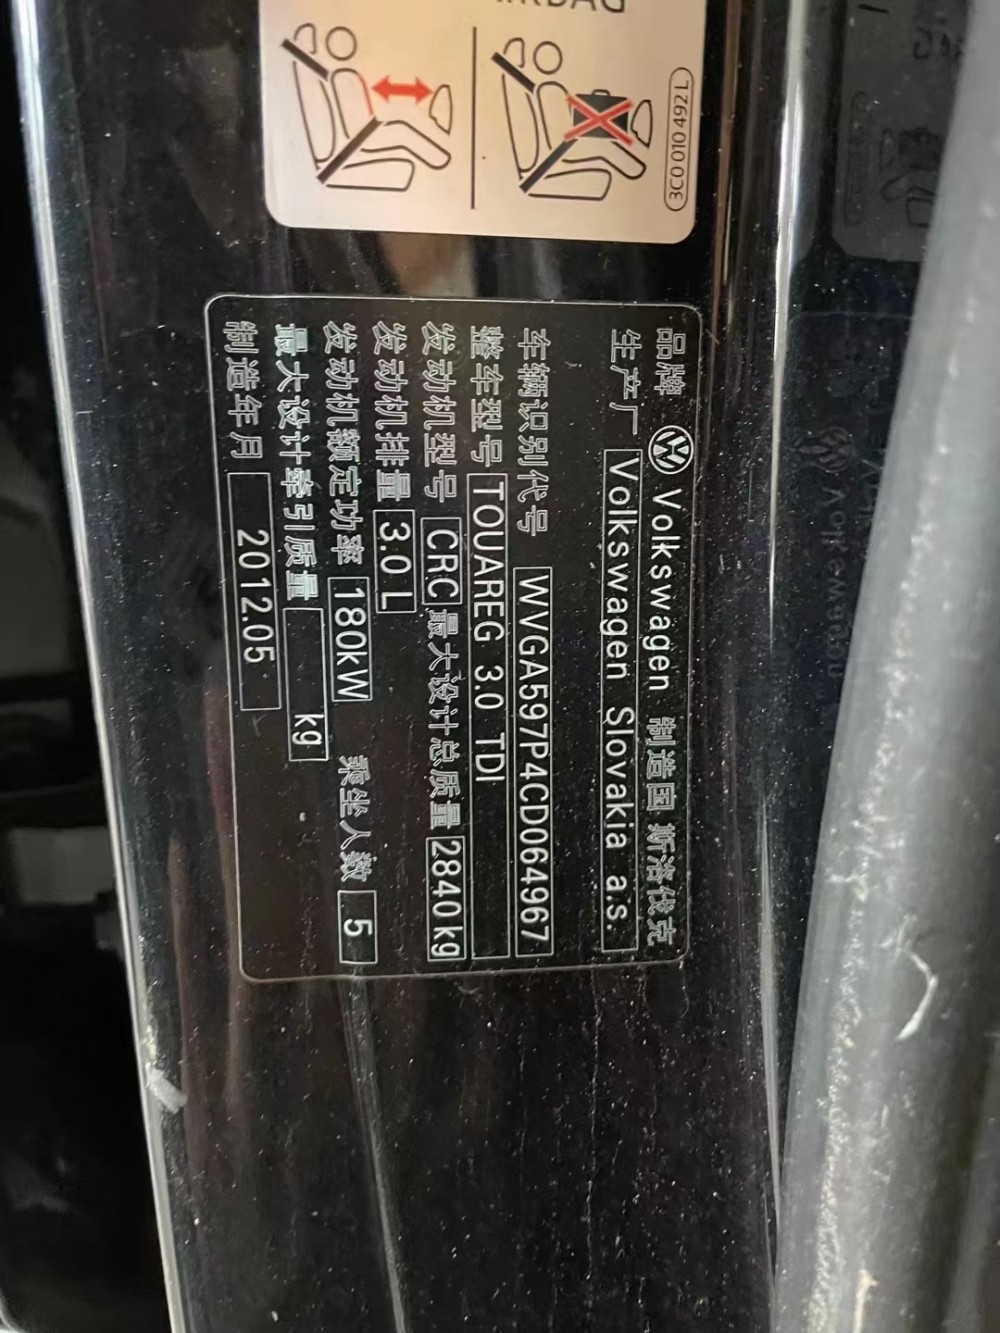 3C0 010 492 L
品牌 Volkswagen 制造国 斯洛伐克
生产厂 Volkswagen Slovakia a.s.
车辆识别代号 WVGA597P4CD064967
整车型号 TOUAREG 3.0 TDI
发动机型号 CRC 最大设计总质量 2840kg
发动机排量 3.0 L
发动机额定功率 180kW 乘坐人数 5
最大设计牵引质量 kg
制造年月 2012.05